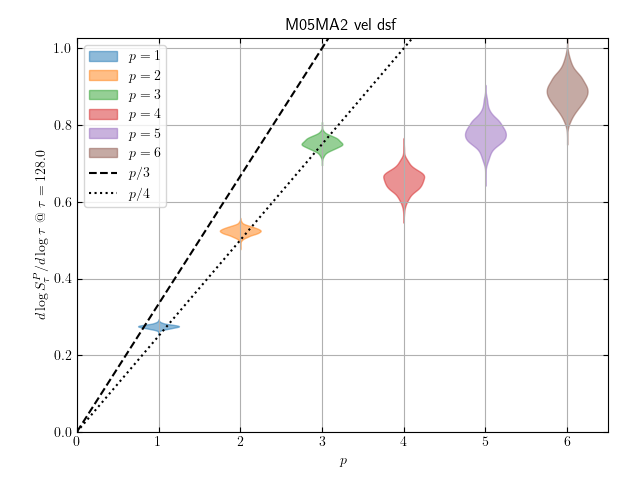 M05MA2 vel dsf
d log S_τ^P / d log τ @ τ = 128.0
1.0
0.8
0.6
0.4
0.2
0.0
p = 1
p = 2
p = 3
p = 4
p = 5
p = 6
p/3
p/4
0 1 2 3 4 5 6
p